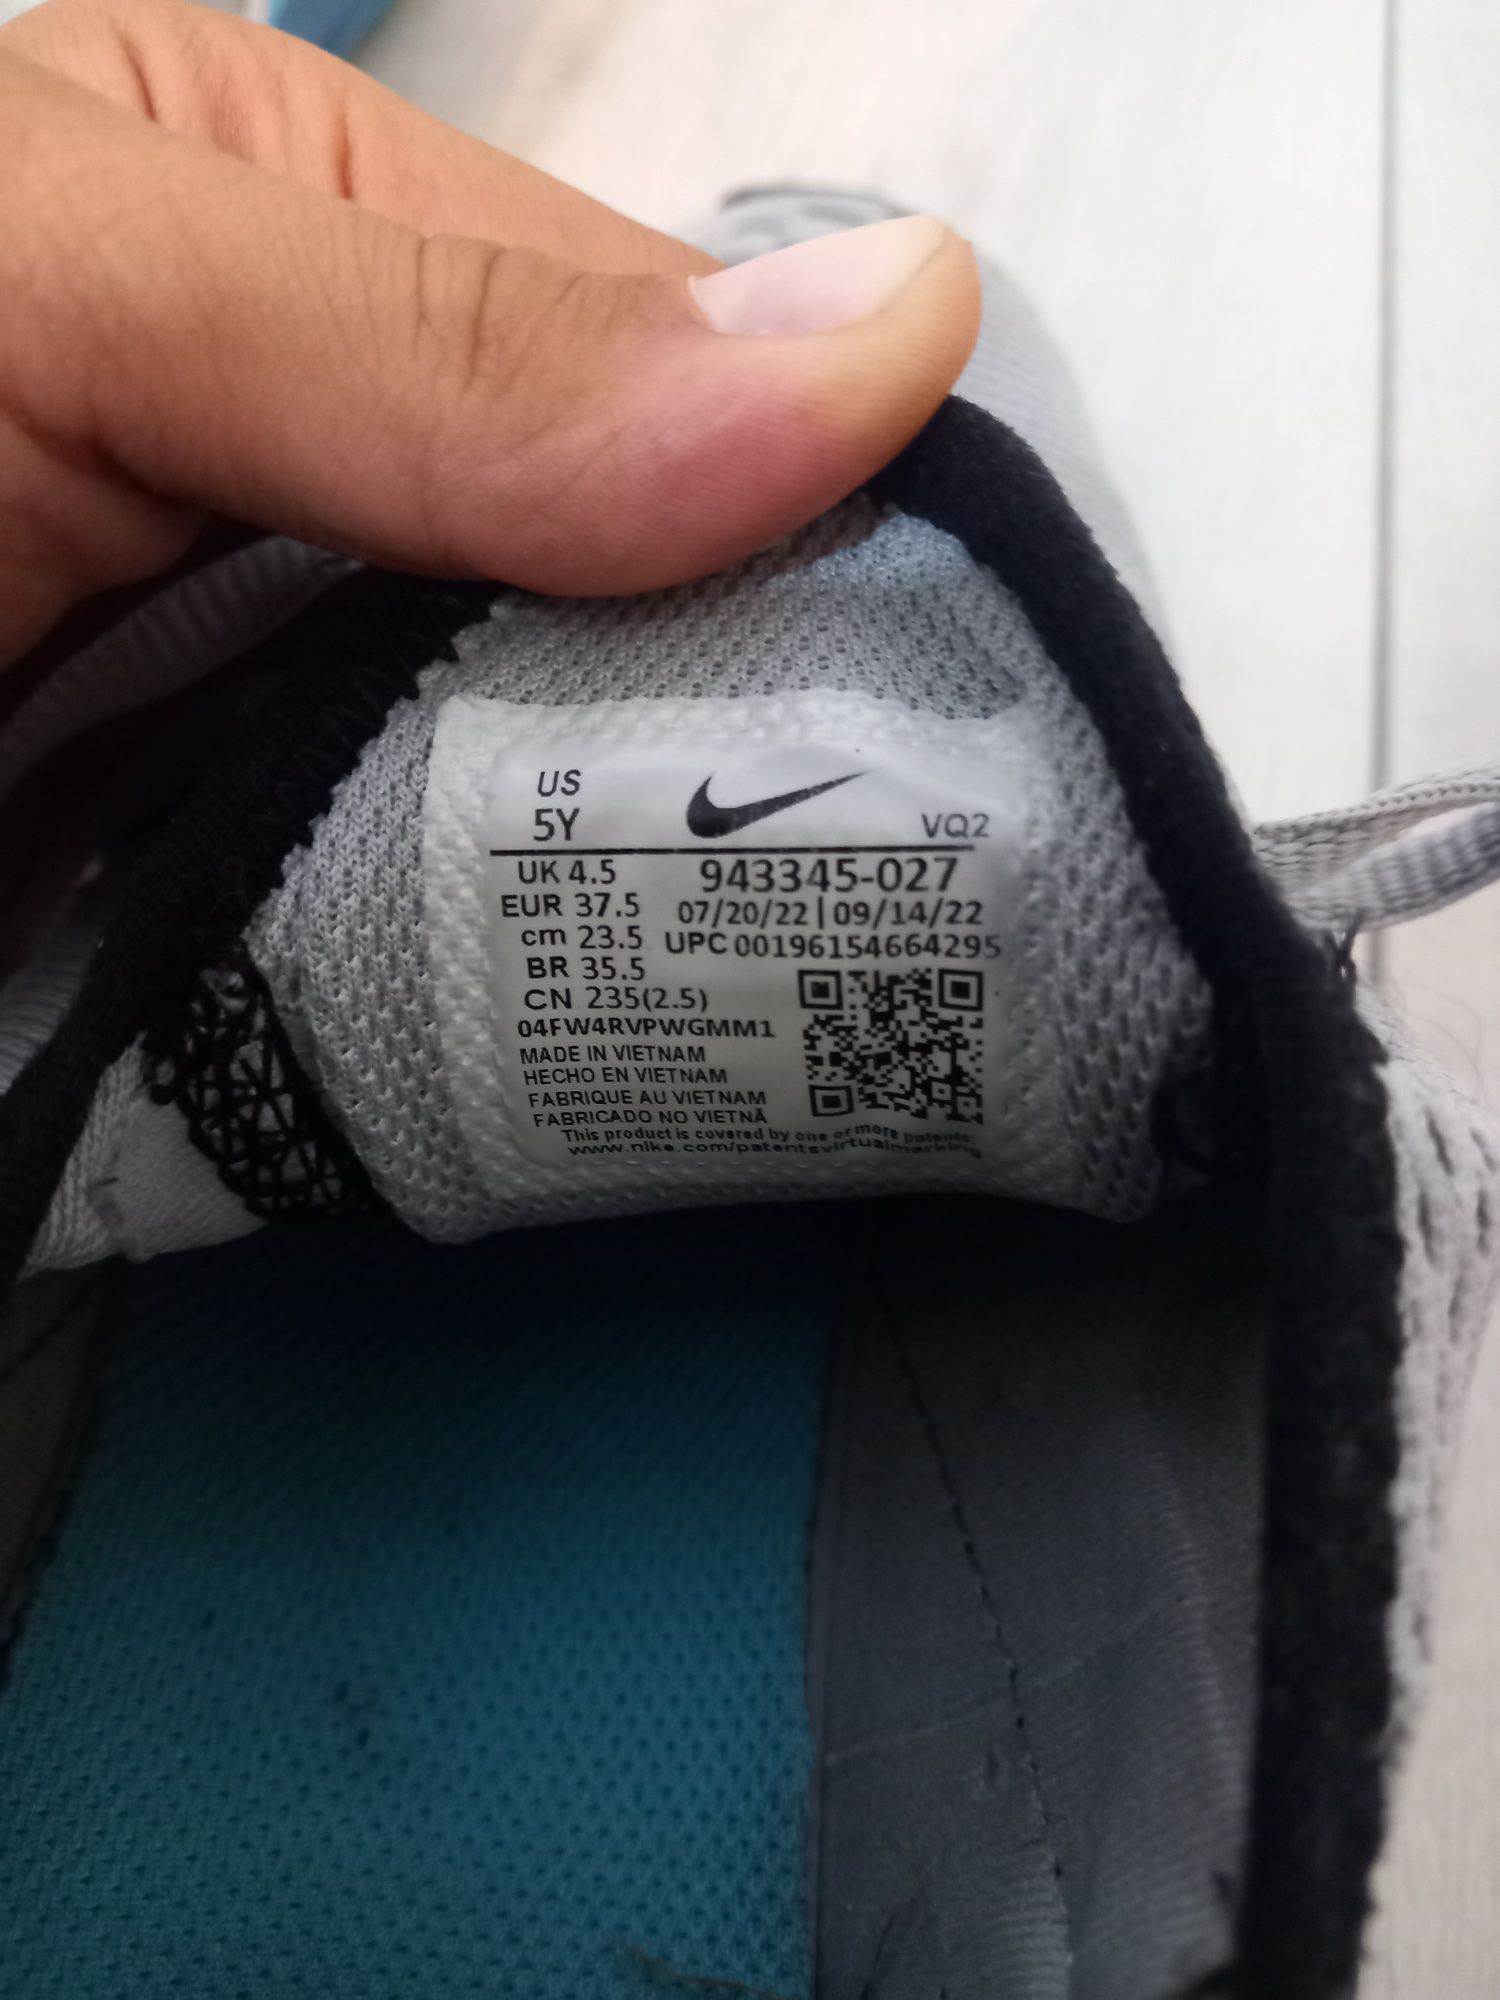 US
5Y
VQ2
UK 4.5
943345-027
EUR 37.5
07/20/22 | 09/14/22
cm 23.5
UPC 00196154664295
BR 35.5
CN 235(2.5)
04FW4RVPWGMM1
MADE IN VIETNAM
HECHO EN VIETNAM
FABRIQUE AU VIETNAM
FABRICADO NO VIETNÃ
This product is covered by one or more patents:
www.nike.com/patentsvirtualmarking